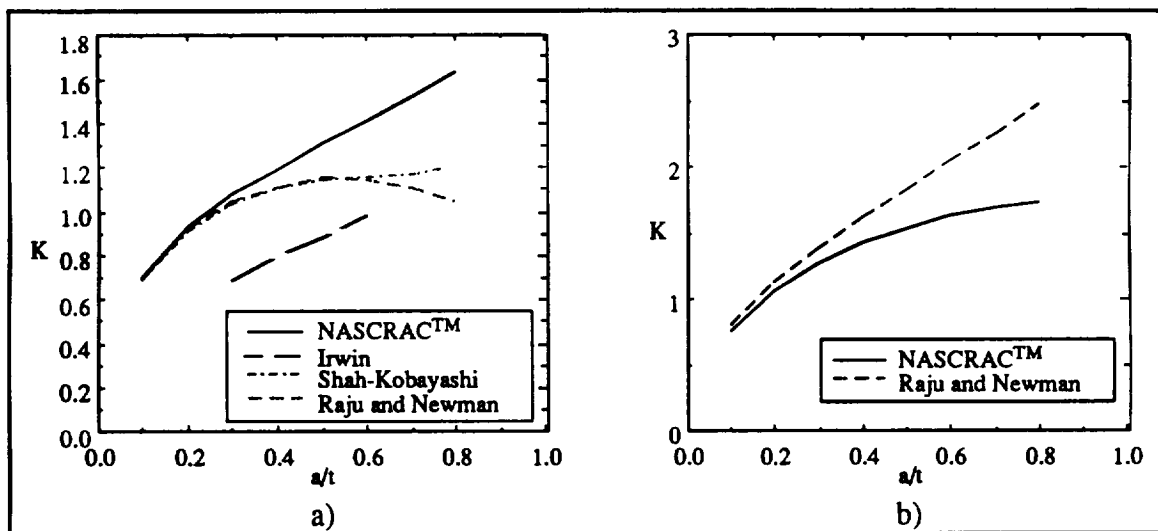 1.8
1.6
1.4
1.2
1.0
K
0.8
0.6
0.4
0.2
0.0
NASCRAC™
Irwin
Shah-Kobayashi
Raju and Newman
0.0 0.2 0.4 0.6 0.8 1.0
a/t
a)
3
2
K
1
0
NASCRAC™
Raju and Newman
0.0 0.2 0.4 0.6 0.8 1.0
a/t
b)